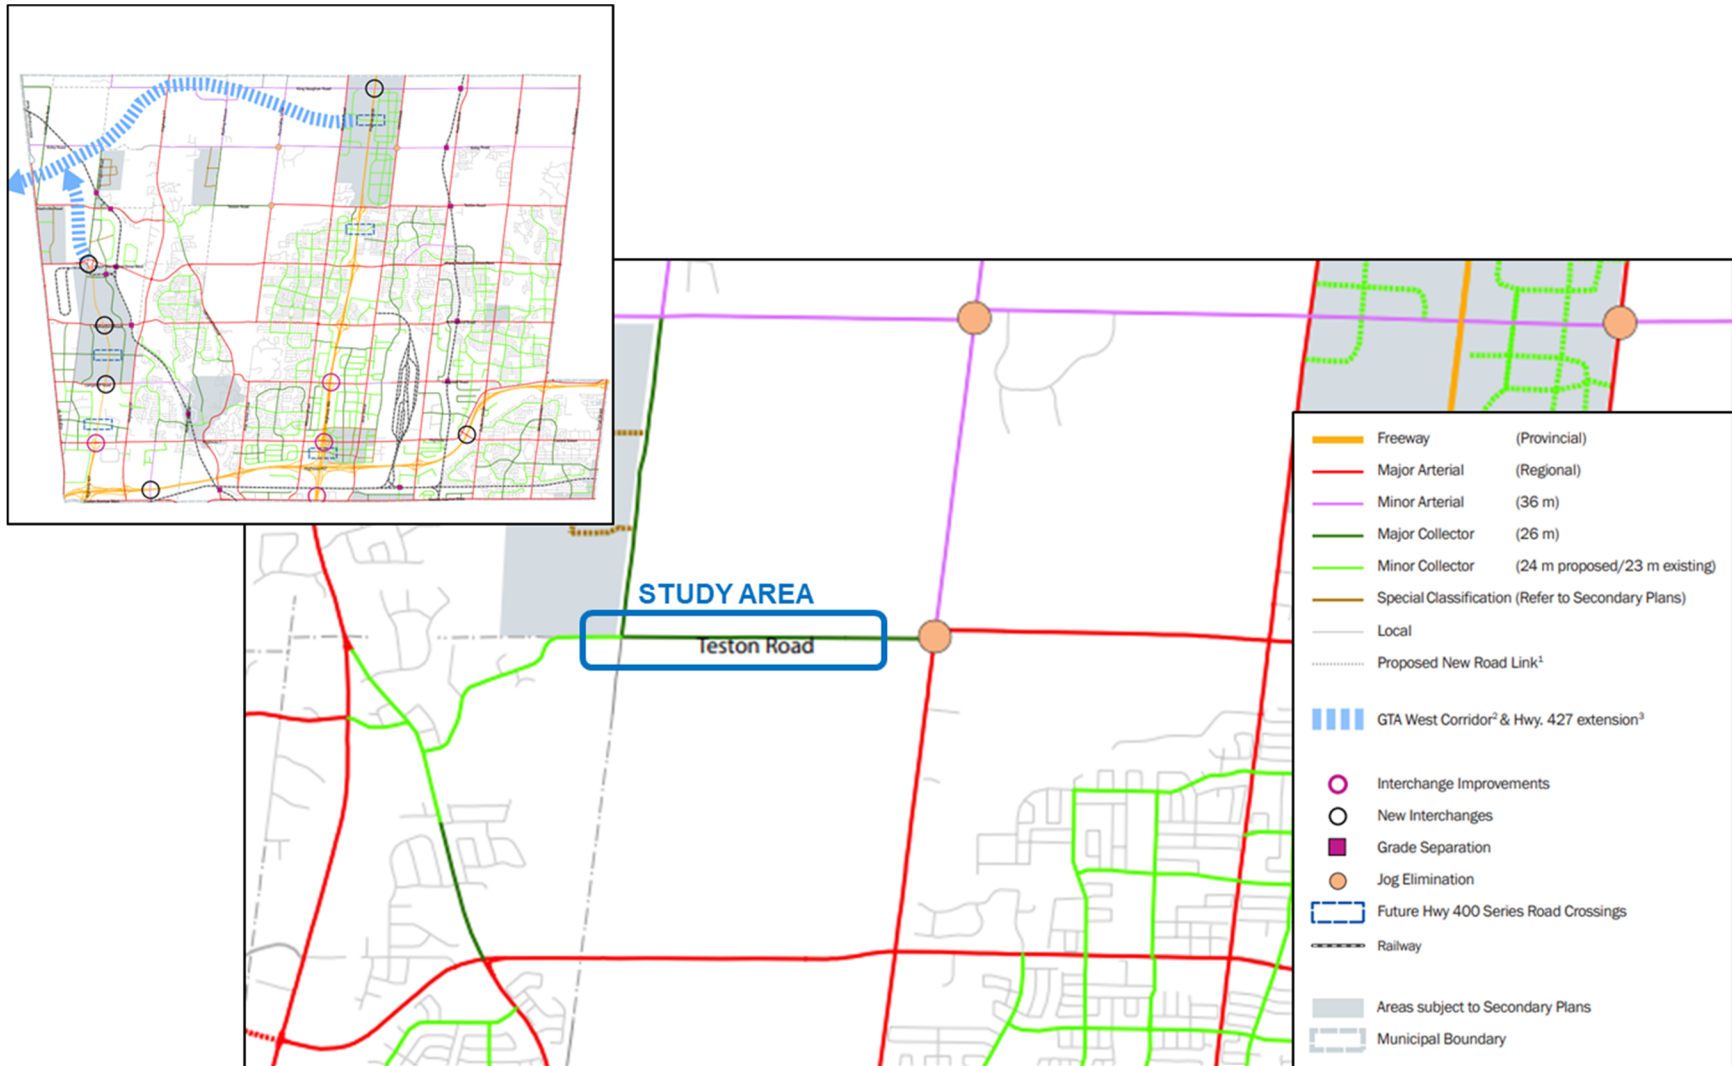 STUDY AREA
Teston Road
Freeway (Provincial)
Major Arterial (Regional)
Minor Arterial (36 m)
Major Collector (26 m)
Minor Collector (24 m proposed/23 m existing)
Special Classification (Refer to Secondary Plans)
Local
Proposed New Road Link¹
GTA West Corridor² & Hwy. 427 extension³
Interchange Improvements
New Interchanges
Grade Separation
Jog Elimination
Future Hwy 400 Series Road Crossings
Railway
Areas subject to Secondary Plans
Municipal Boundary